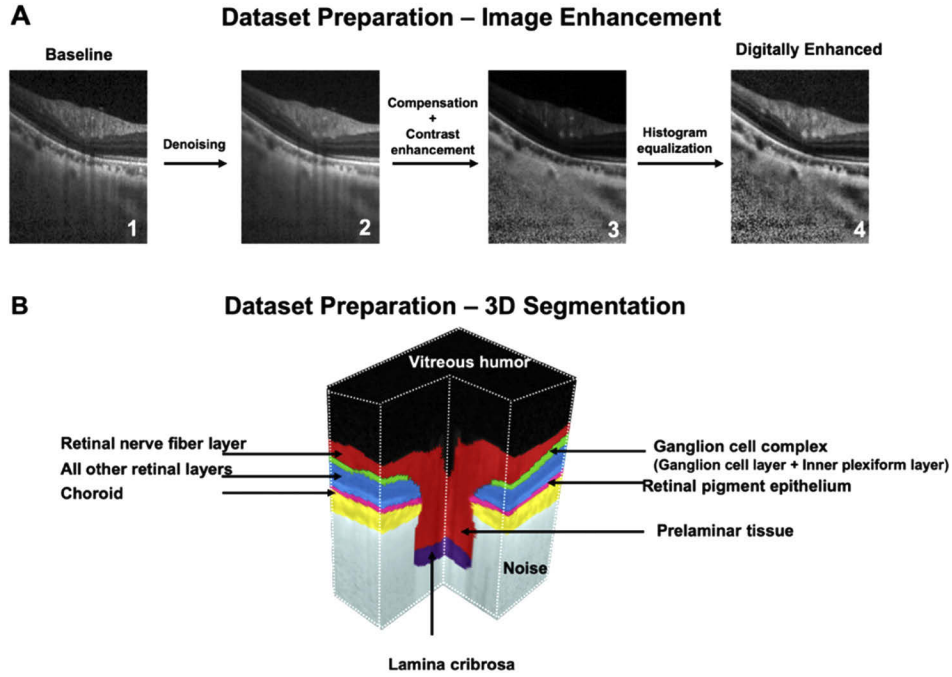 A
Dataset Preparation – Image Enhancement
Baseline
Digitally Enhanced
Denoising
Compensation
+
Contrast
enhancement
Histogram
equalization
1
2
3
4
B
Dataset Preparation – 3D Segmentation
Vitreous humor
Retinal nerve fiber layer
All other retinal layers
Choroid
Ganglion cell complex
(Ganglion cell layer + Inner plexiform layer)
Retinal pigment epithelium
Prelaminar tissue
Noise
Lamina cribrosa